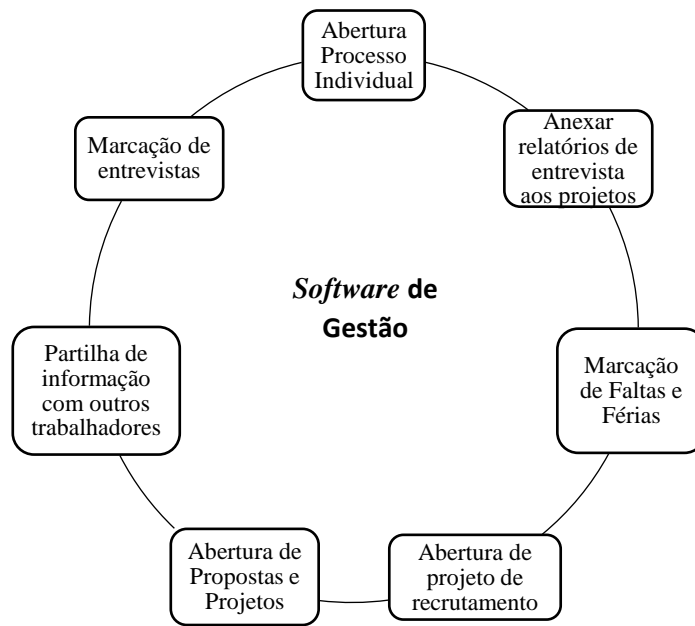 Abertura
Processo
Individual
Anexar
relatórios de
entrevista
aos projetos
Marcação
de Faltas e
Férias
Abertura de
projeto de
recrutamento
Abertura de
Propostas e
Projetos
Partilha de
informação
com outros
trabalhadores
Marcação de
entrevistas
Software de
Gestão